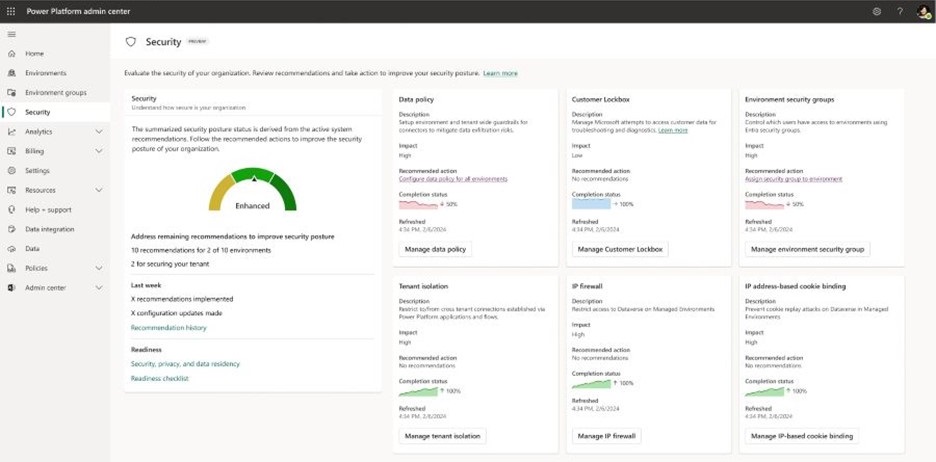 Power Platform admin center
?
Home
Environments
Environment groups
Security
Analytics
Billing
Settings
Resources
Help + support
Data integration
Data
Policies
Admin center
Security PREVIEW
Evaluate the security of your organization. Review recommendations and take action to improve your security posture. Learn more
Security
Understand how secure is your organization
The summarized security posture status is derived from the active system
recommendations. Follow the recommended actions to improve the security
posture of your organization.
Enhanced
Address remaining recommendations to improve security posture
10 recommendations for 2 of 10 environments
2 for securing your tenant
Last week
X recommendations implemented
X configuration updates made
Recommendation history
Readiness
Security, privacy, and data residency
Readiness checklist
Data policy
Description
Setup environment and tenant-wide guardrails for
connectors to mitigate data exfiltration risks.
Impact
High
Recommended action
Configure data policy for all environments
Completion status
↓ 50%
Refreshed
4:34 PM, 2/6/2024
Manage data policy
Customer Lockbox
Description
Manage Microsoft attempts to access customer data for
troubleshooting and diagnostics. Learn more
Impact
Low
Recommended action
No recommendations
Completion status
→ 100%
Refreshed
4:34 PM, 2/6/2024
Manage Customer Lockbox
Environment security groups
Description
Control which users have access to environments using
Entra security groups.
Impact
High
Recommended action
Assign security group to environment
Completion status
↓ 50%
Refreshed
4:34 PM, 2/6/2024
Manage environment security group
Tenant isolation
Description
Restrict to/from cross tenant connections established via
Power Platform applications and flows.
Impact
High
Recommended action
No recommendations
Completion status
↑ 100%
Refreshed
4:34 PM, 2/6/2024
Manage tenant isolation
IP firewall
Description
Restrict access to Dataverse on Managed Environments
Impact
High
Recommended action
No recommendations
Completion status
↑ 100%
Refreshed
4:34 PM, 2/6/2024
Manage IP firewall
IP address-based cookie binding
Description
Prevent cookie replay attacks on Dataverse in Managed
Environments
Impact
High
Recommended action
No recommendations
Completion status
↑ 100%
Refreshed
4:34 PM, 2/6/2024
Manage IP-based cookie binding